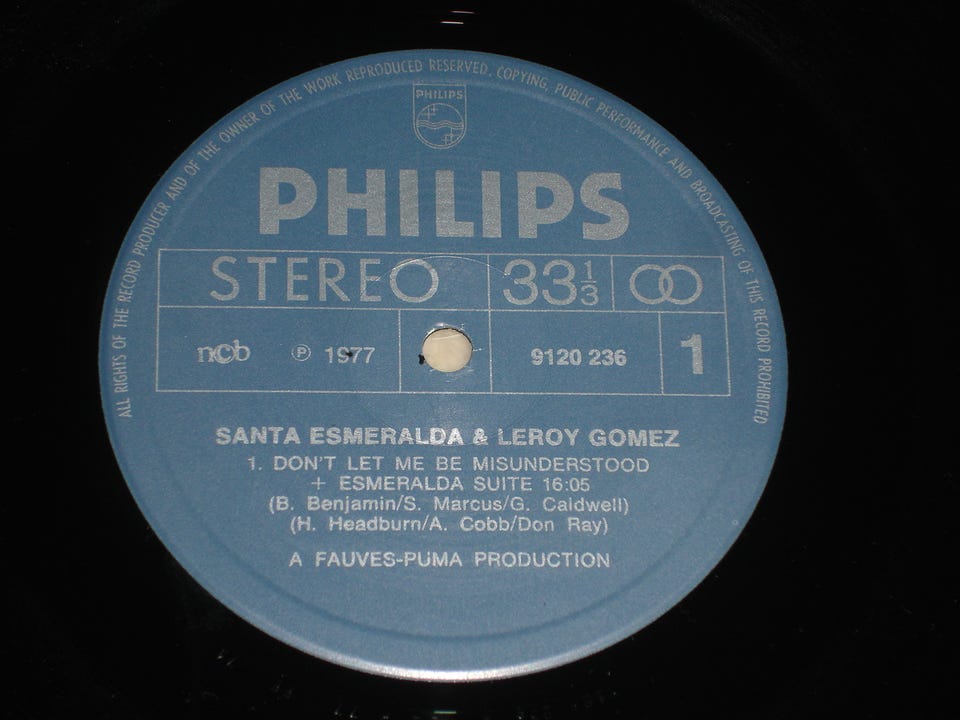 ALL RIGHTS OF THE RECORD PRODUCER AND OF THE OWNER OF THE WORK REPRODUCED RESERVED. COPYING, PUBLIC PERFORMANCE AND BROADCASTING OF THIS RECORD PROHIBITED
PHILIPS
PHILIPS
STEREO 33 1/3
ncb ℗ 1977 9120 236 1
SANTA ESMERALDA & LEROY GOMEZ
1. DON'T LET ME BE MISUNDERSTOOD
+ ESMERALDA SUITE 16:05
(B. Benjamin/S. Marcus/G. Caldwell)
(H. Headburn/A. Cobb/Don Ray)
A FAUVES-PUMA PRODUCTION